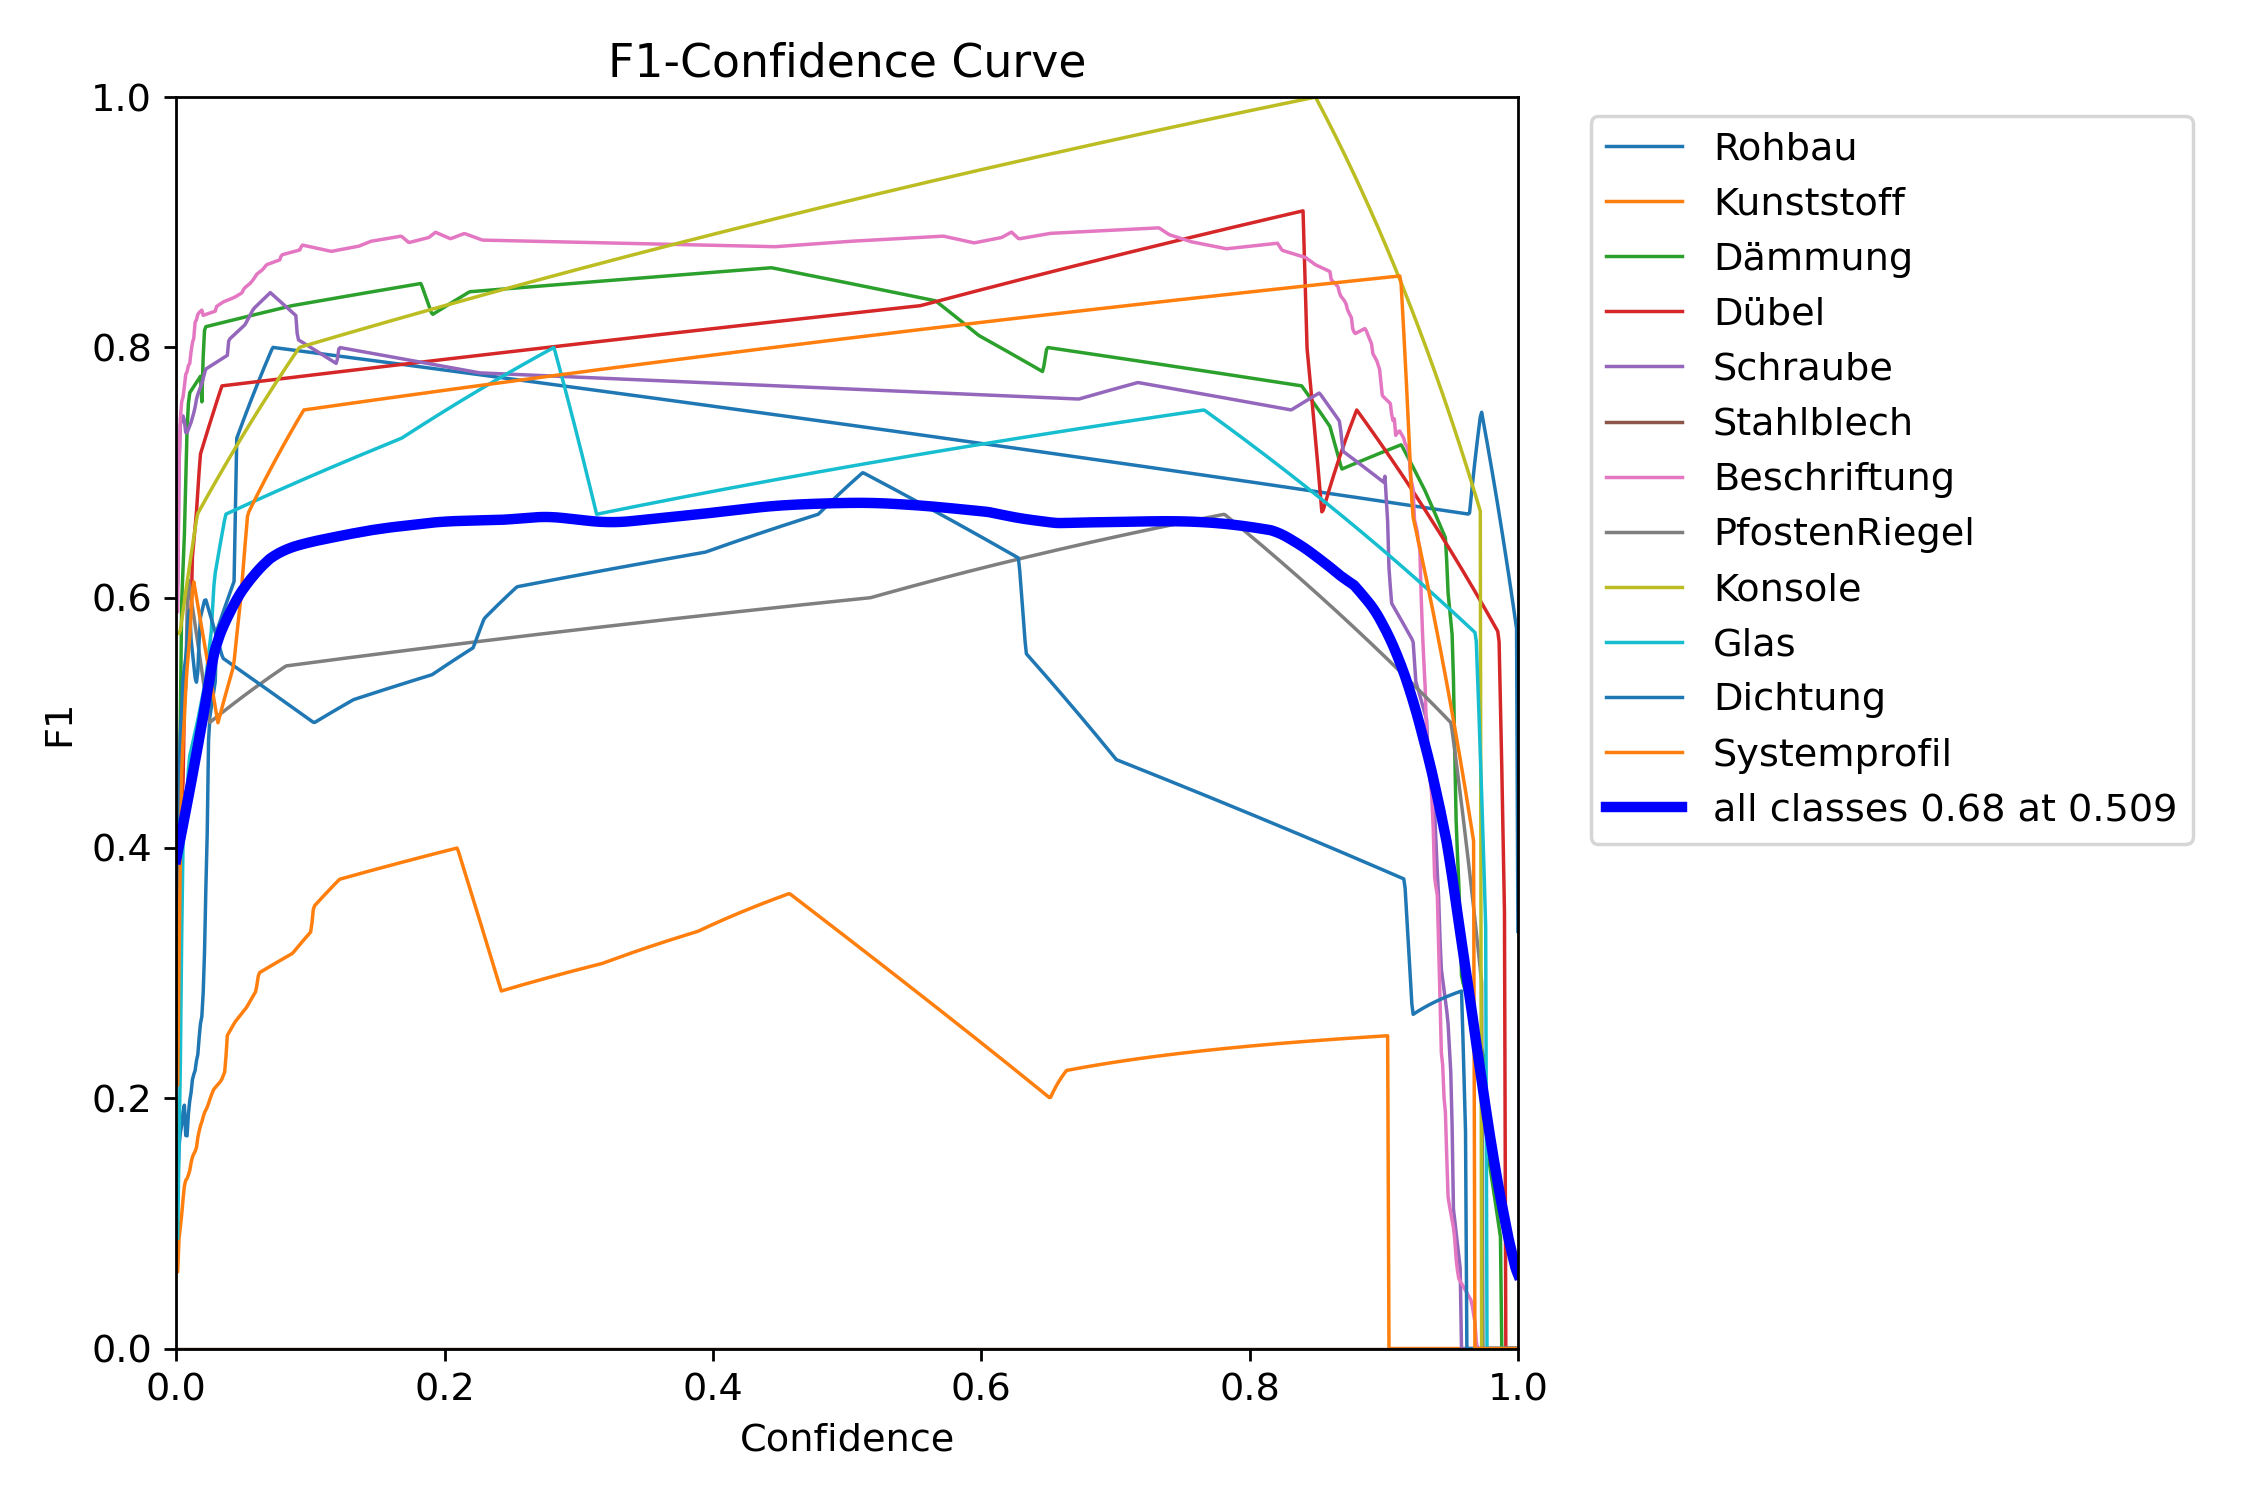 F1-Confidence Curve
1.0
0.8
0.6
0.4
0.2
0.0
F1
0.0 0.2 0.4 0.6 0.8 1.0
Confidence
Rohbau
Kunststoff
Dämmung
Dübel
Schraube
Stahlblech
Beschriftung
PfostenRiegel
Konsole
Glas
Dichtung
Systemprofil
all classes 0.68 at 0.509